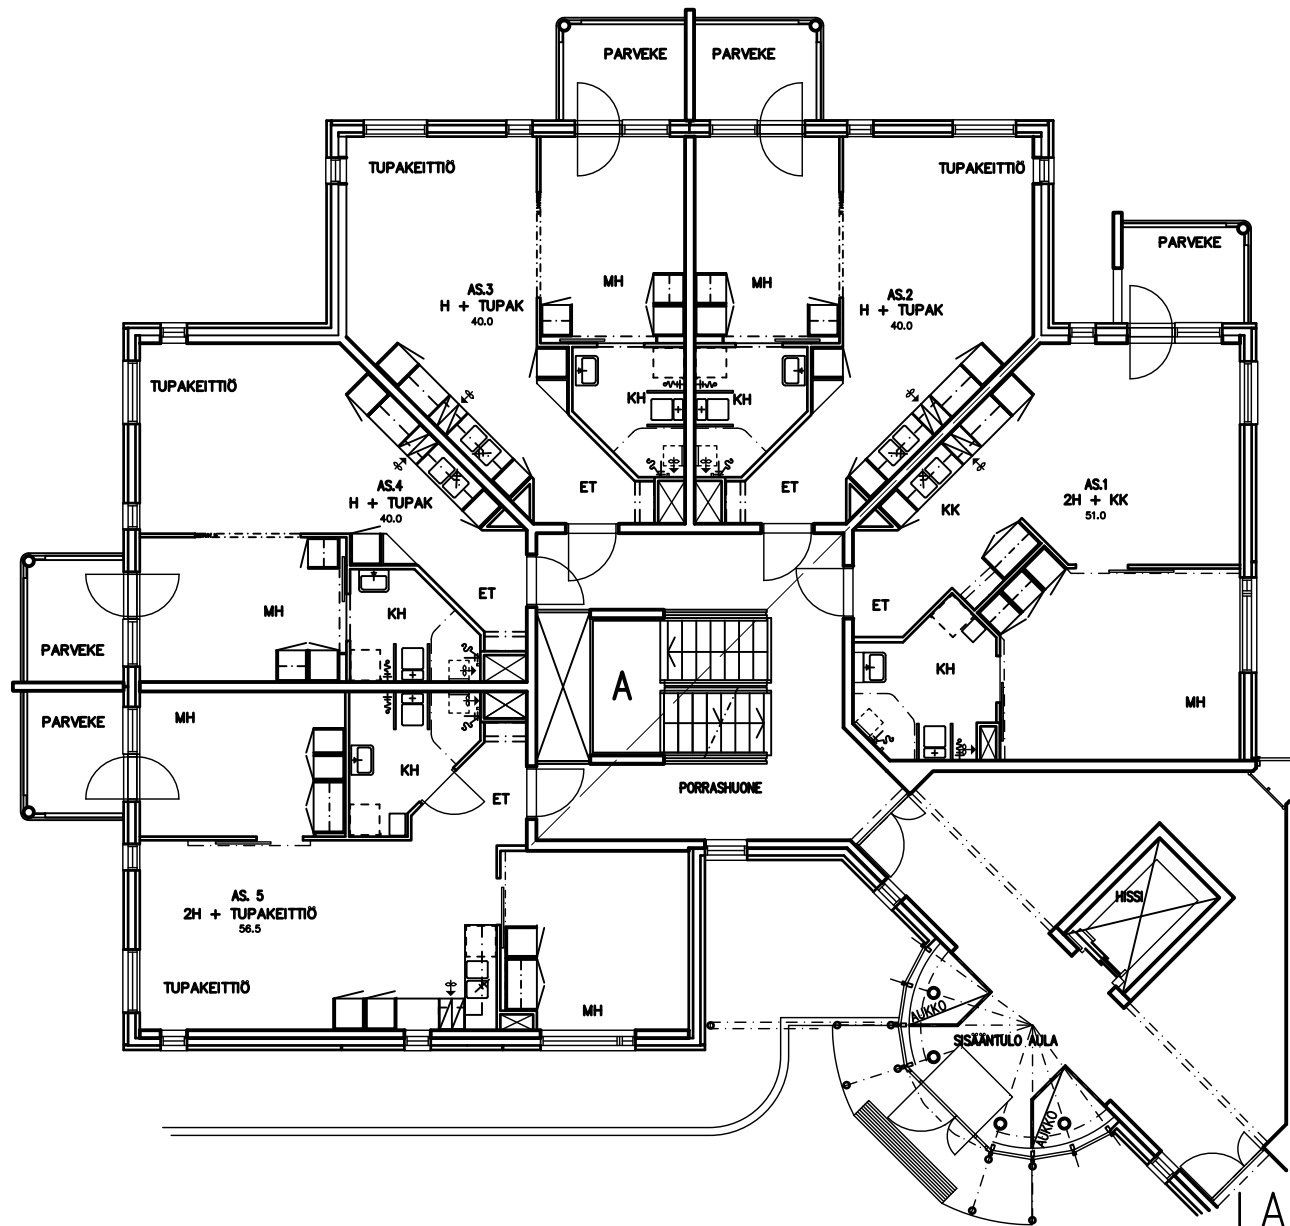 PARVEKE
PARVEKE
TUPAKEITTIÖ
TUPAKEITTIÖ
PARVEKE
MH
MH
AS.3
H + TUPAK
40.0
AS.2
H + TUPAK
40.0
TUPAKEITTIÖ
KH
KH
AS.4
H + TUPAK
40.0
ET
ET
KK
AS.1
2H + KK
51.0
ET
ET
MH
KH
PARVEKE
KH
A
MH
PARVEKE
MH
KH
ET
PORRASHUONE
AS. 5
2H + TUPAKEITTIÖ
56.5
HISSI
TUPAKEITTIÖ
MH
AUKKO
SISÄÄNTULO AULA
AUKKO
I A